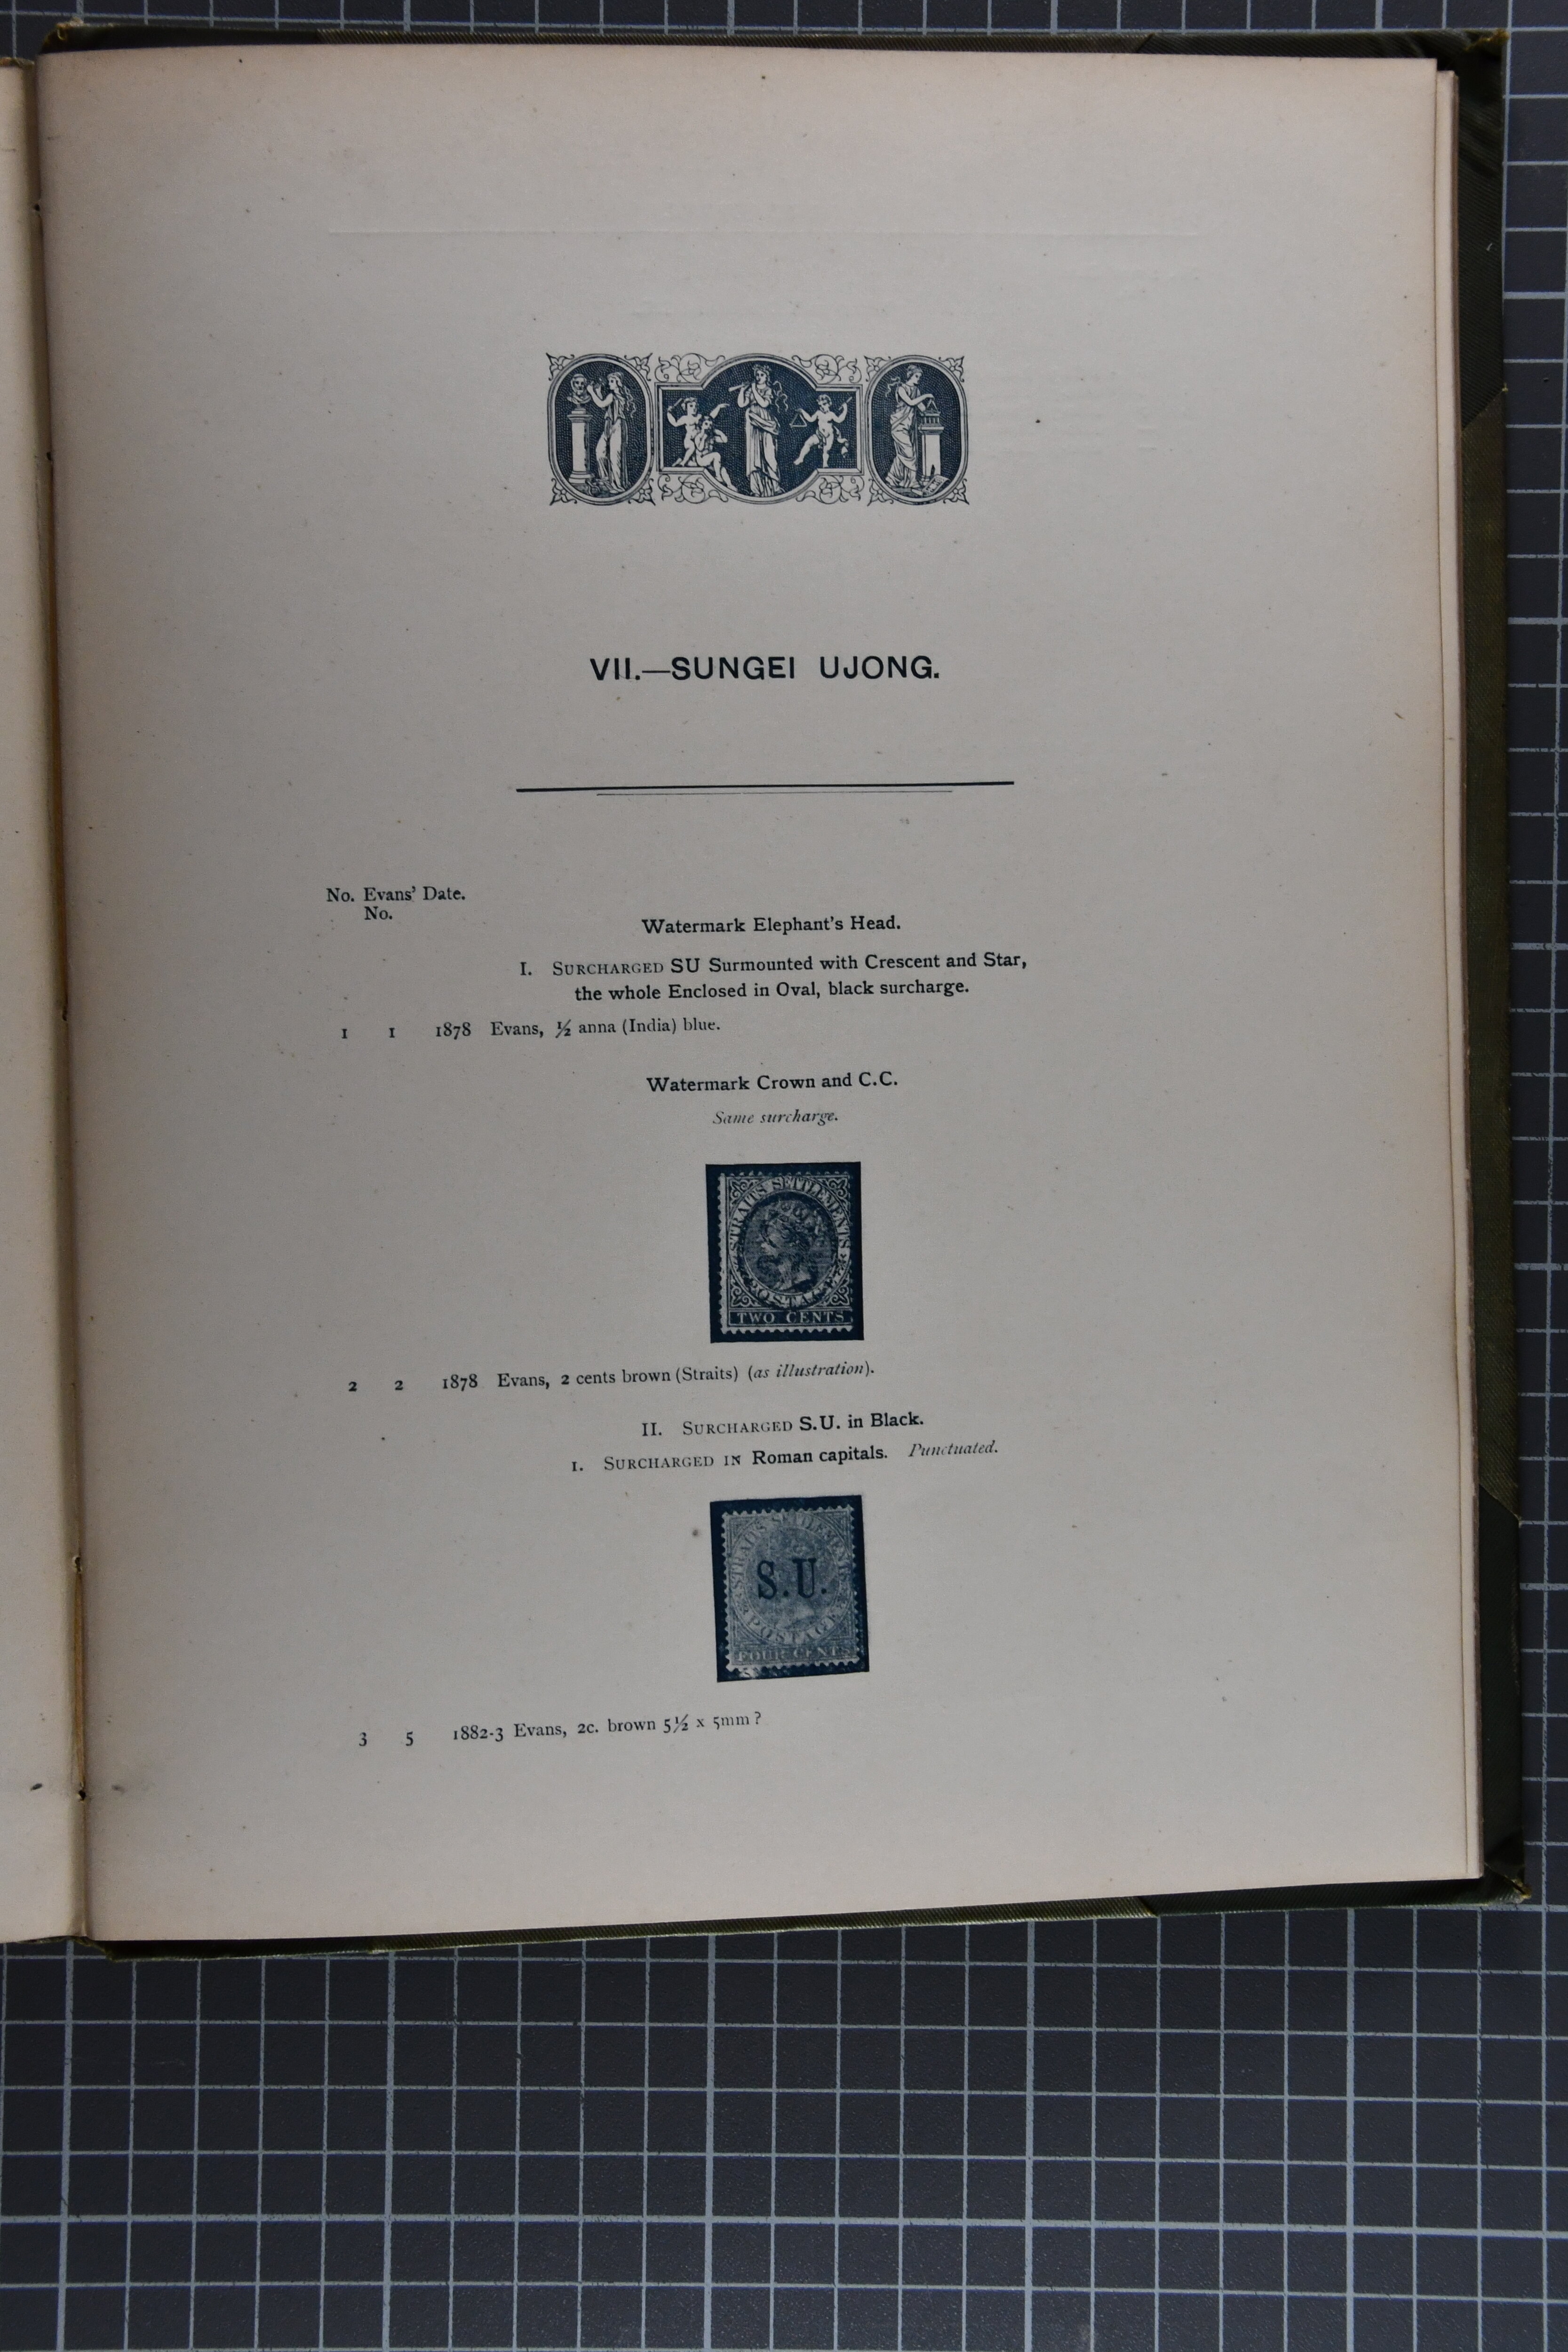 VII.—SUNGEI UJONG.
No. Evans' Date.
No.
Watermark Elephant's Head.
I. SURCHARGED SU Surmounted with Crescent and Star,
the whole Enclosed in Oval, black surcharge.
1 1 1878 Evans, ½ anna (India) blue.
Watermark Crown and C.C.
Same surcharge.
STRAITS SETTLEMENTS
POSTAGE
TWO CENTS
2 2 1878 Evans, 2 cents brown (Straits) (as illustration).
II. SURCHARGED S.U. in Black.
1. SURCHARGED IN Roman capitals. Punctuated.
STRAITS SETTLEMENTS
S.U.
POSTAGE
FOUR CENTS
3 5 1882-3 Evans, 2c. brown 5½ x 5mm?